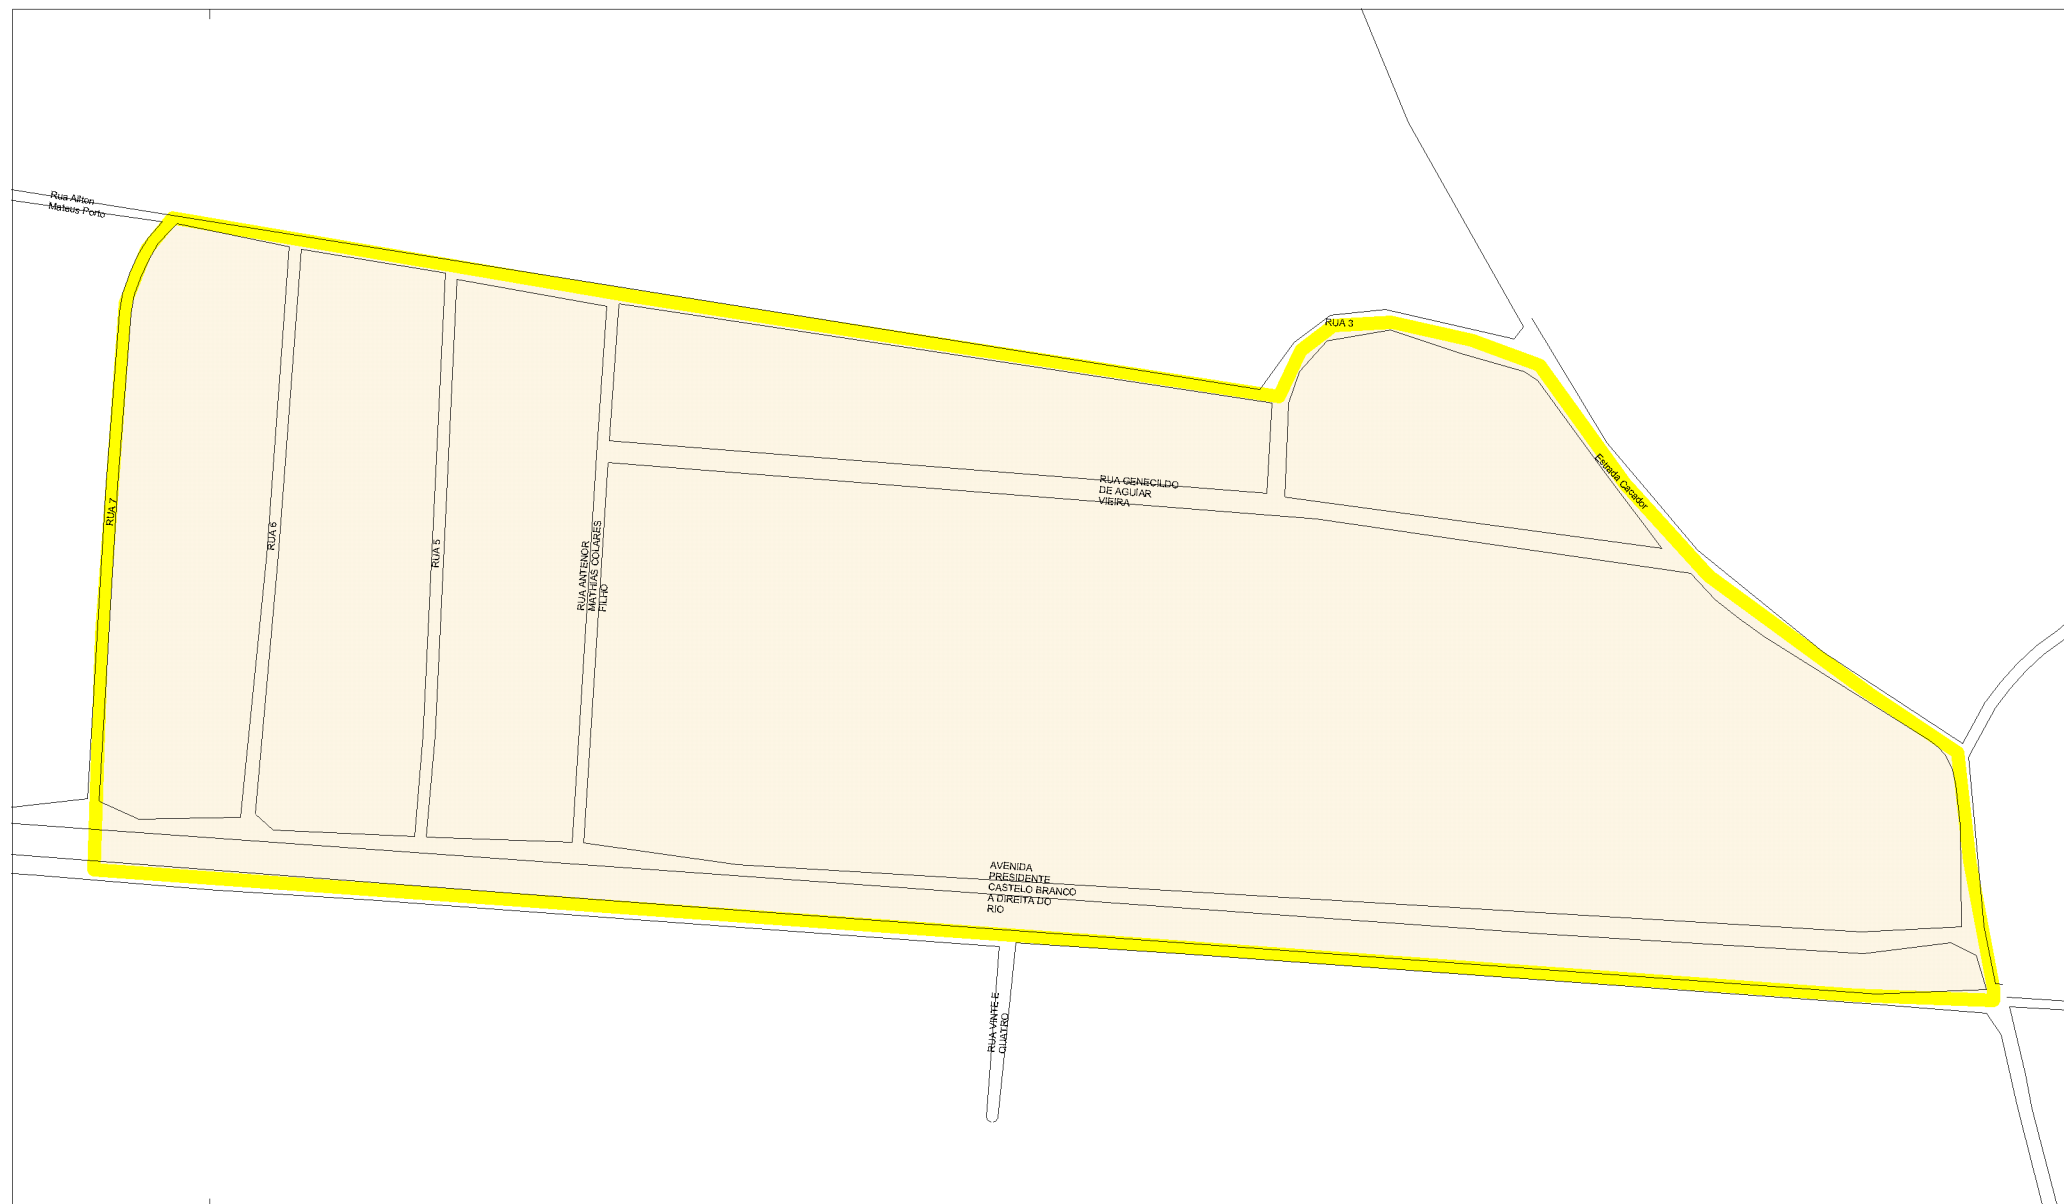 Rua Ailton
Mateus Porto
RUA 3
Estrada Cacador
RUA GENECILDO
DE AGUIAR
VIEIRA
RUA 7
RUA 6
RUA 5
RUA ANTENOR
MATHIAS COLARES
FILHO
AVENIDA
PRESIDENTE
CASTELO BRANCO
A DIREITA DO
RIO
RUA VINTE E
QUATRO